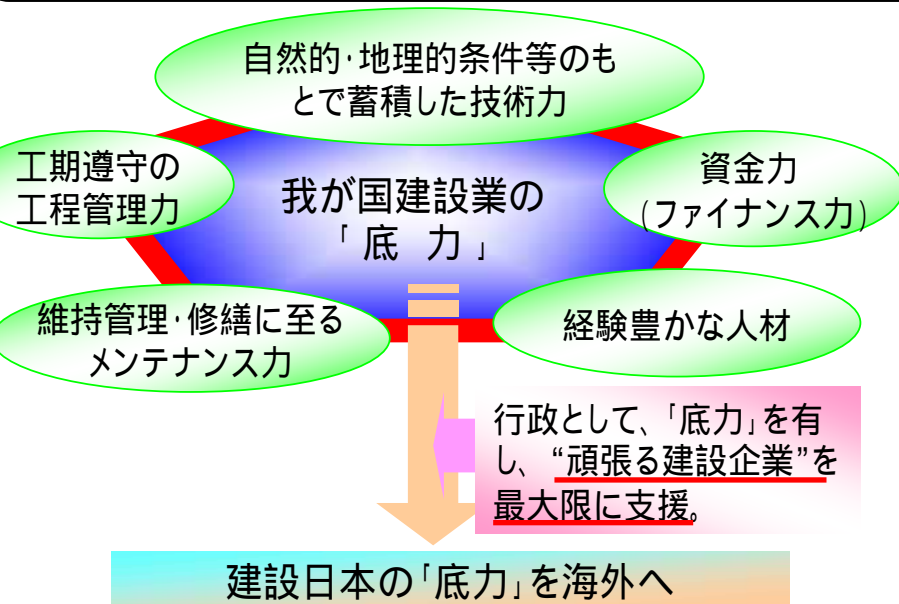 自然的・地理的条件等のも
とで蓄積した技術力
工期遵守の
工程管理力
我が国建設業の
「底 力」
資金力
(ファイナンス力)
維持管理・修繕に至る
メンテナンス力
経験豊かな人材
行政として、「底力」を有
し、“頑張る建設企業”を
最大限に支援。
建設日本の「底力」を海外へ